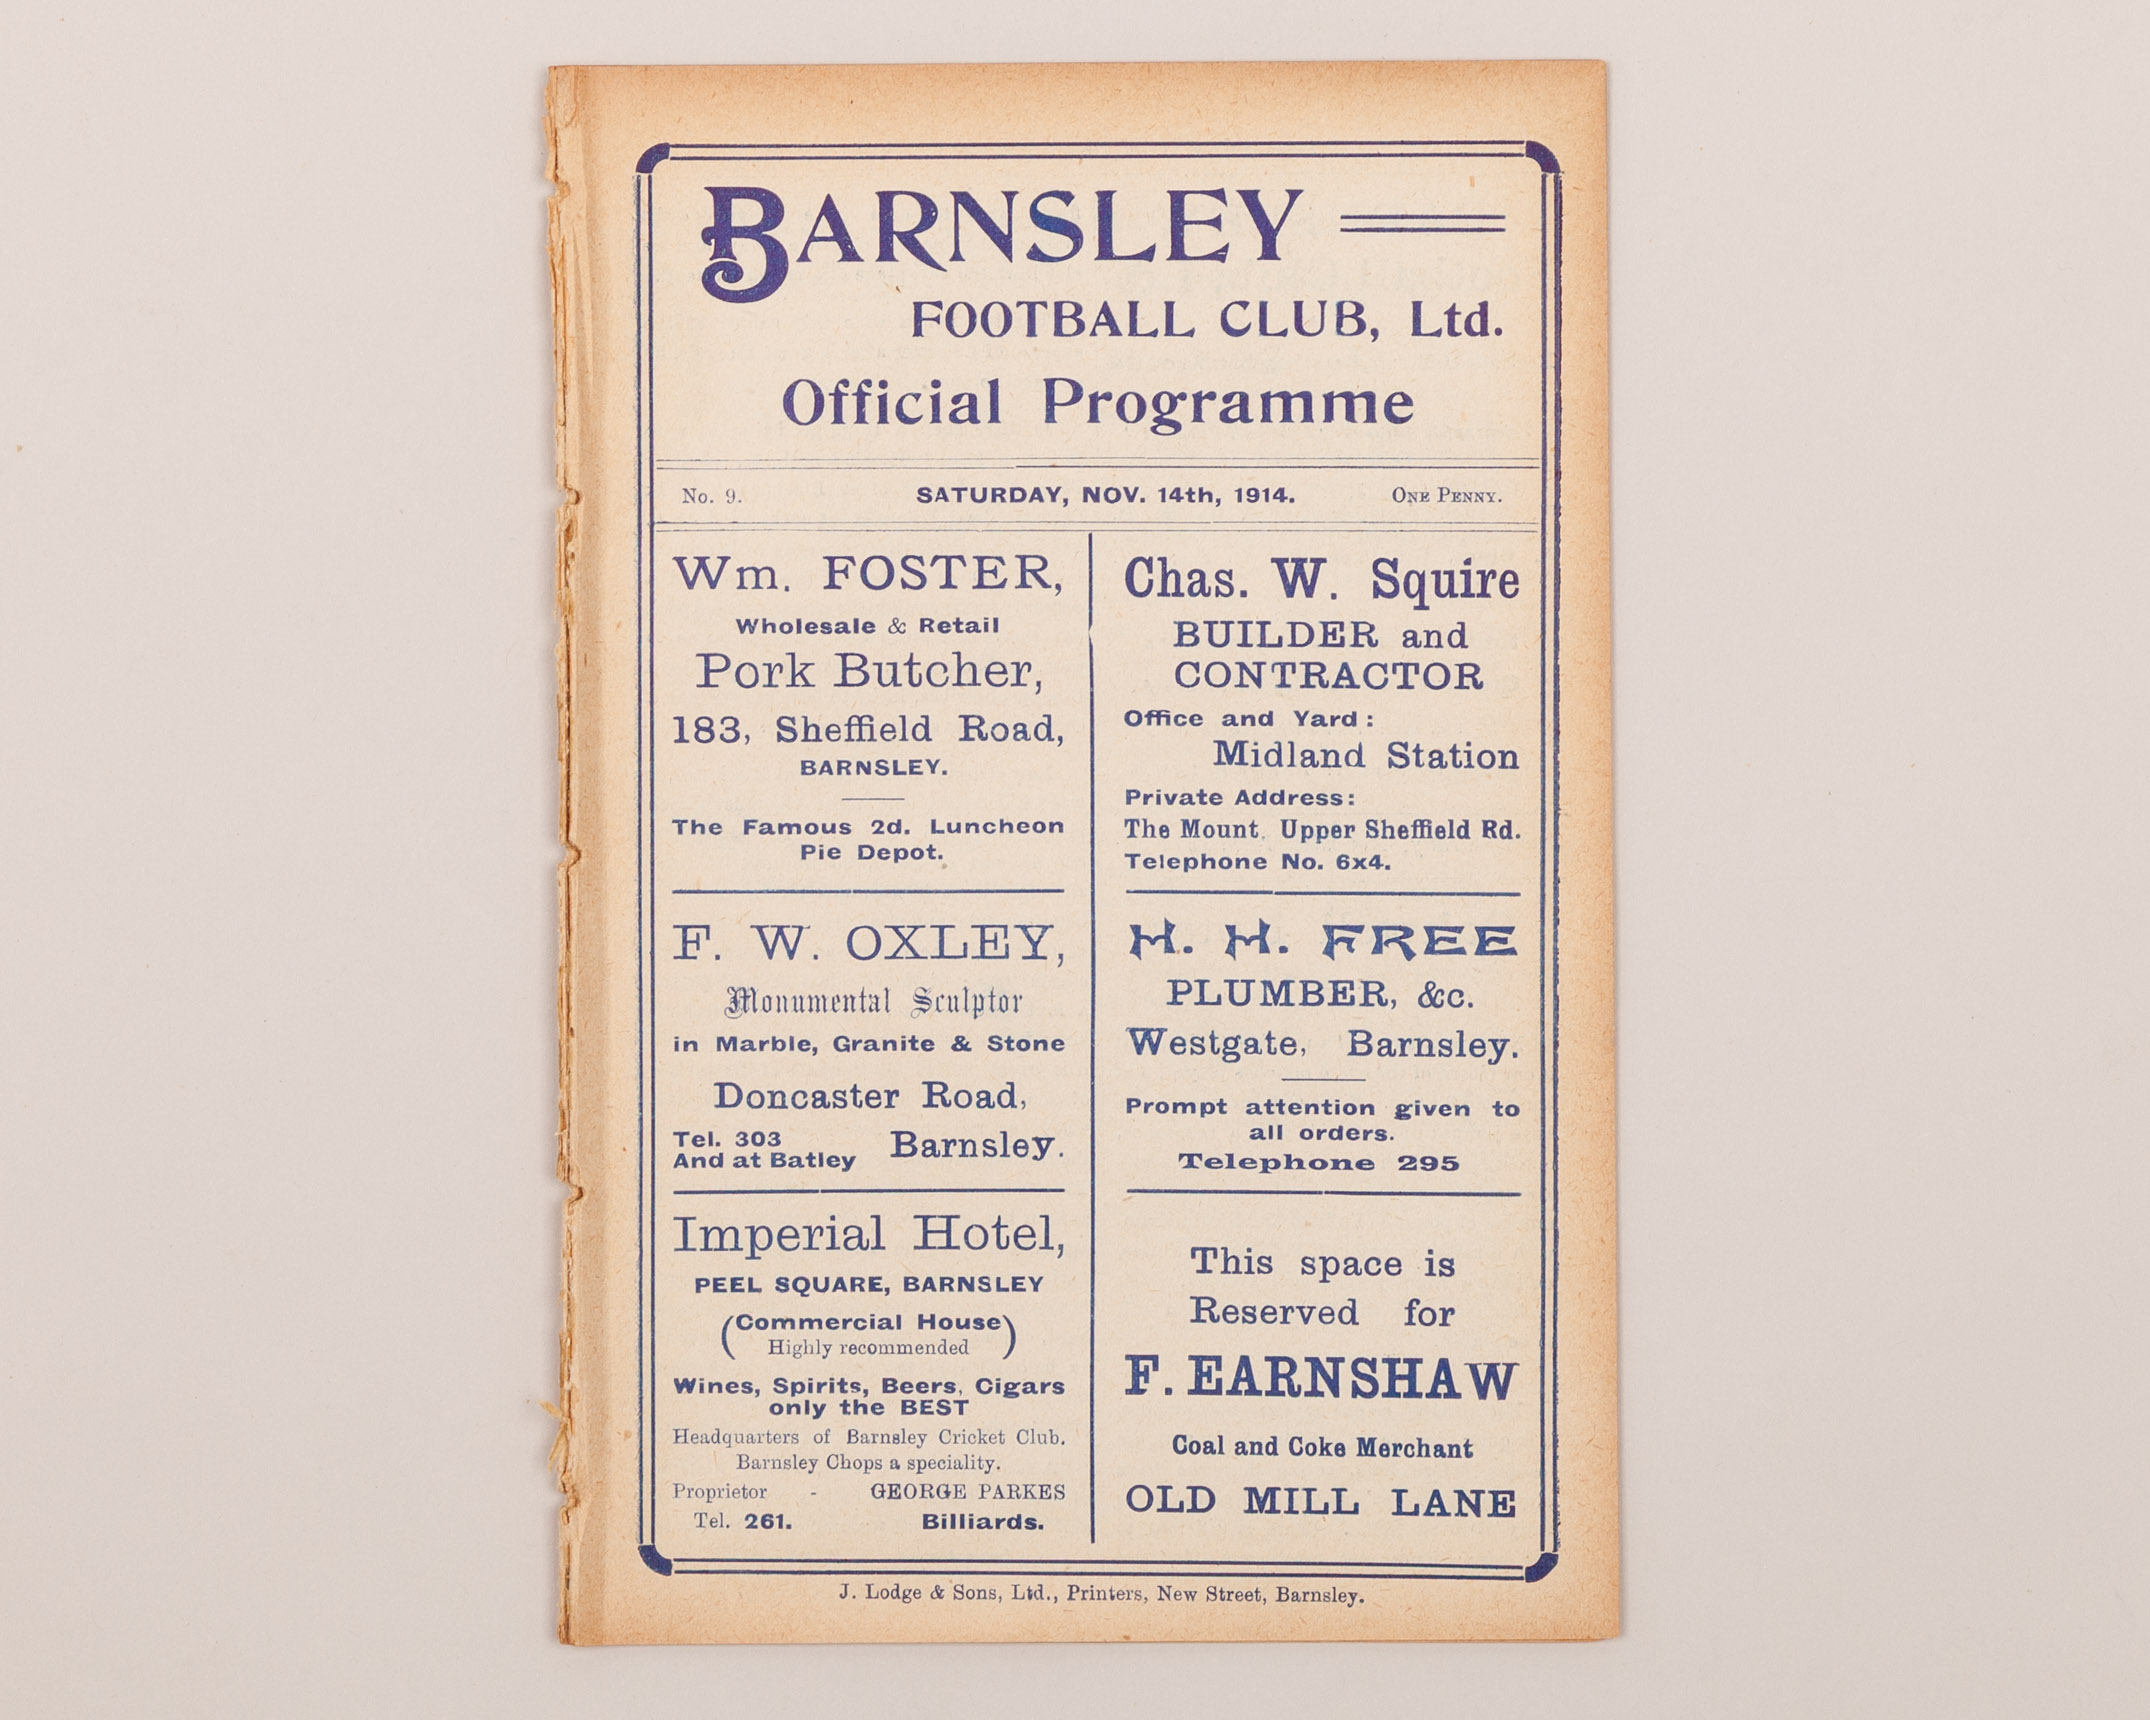 BARNSLEY
FOOTBALL CLUB, Ltd.
Official Programme
No. 9. SATURDAY, NOV. 14th, 1914. ONE PENNY.
Wm. FOSTER,
Wholesale & Retail
Pork Butcher,
183, Sheffield Road,
BARNSLEY.
The Famous 2d. Luncheon
Pie Depot.
F. W. OXLEY,
Monumental Sculptor
in Marble, Granite & Stone
Doncaster Road,
Tel. 303
And at Batley Barnsley.
Imperial Hotel,
PEEL SQUARE, BARNSLEY
(Commercial House)
(Highly recommended)
Wines, Spirits, Beers, Cigars
only the BEST
Headquarters of Barnsley Cricket Club.
Barnsley Chops a speciality.
Proprietor - GEORGE PARKES
Tel. 261. Billiards.
Chas. W. Squire
BUILDER and
CONTRACTOR
Office and Yard:
Midland Station
Private Address:
The Mount, Upper Sheffield Rd.
Telephone No. 6x4.
H. H. FREE
PLUMBER, &c.
Westgate, Barnsley.
Prompt attention given to
all orders.
Telephone 295
This space is
Reserved for
F. EARNSHAW
Coal and Coke Merchant
OLD MILL LANE
J. Lodge & Sons, Ltd., Printers, New Street, Barnsley.